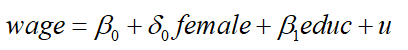 wage = β₀ + δ₀female + β₁educ + u